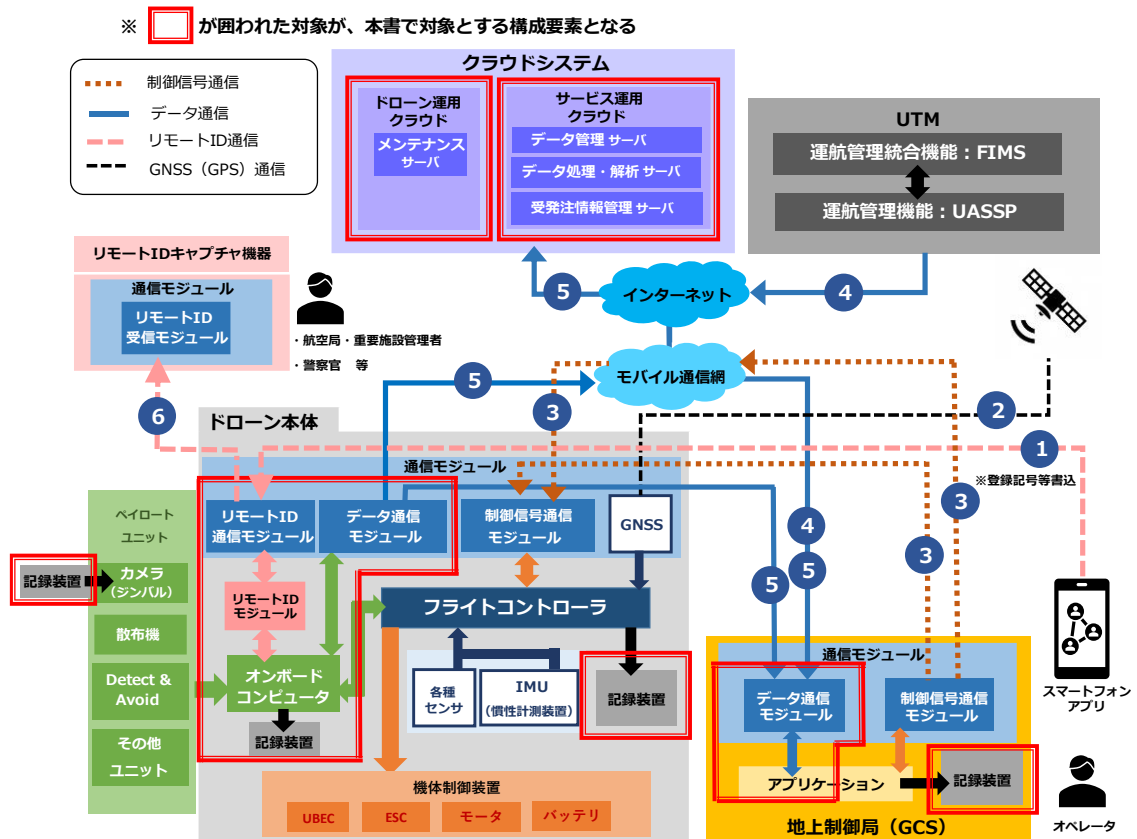 ※ が囲われた対象が、本書で対象とする構成要素となる
制御信号通信
データ通信
リモートID通信
GNSS（GPS）通信
クラウドシステム
ドローン運用
クラウド
メンテナンス
サーバ
サービス運用
クラウド
データ管理 サーバ
データ処理・解析 サーバ
受発注情報管理 サーバ
UTM
運航管理統合機能：FIMS
運航管理機能：UASSP
リモートIDキャプチャ機器
通信モジュール
リモートID
受信モジュール
・航空局・重要施設管理者
・警察官　等
インターネット
モバイル通信網
5
4
5
3
3
2
1
6
※登録記号等書込
3
3
4
5
5
ドローン本体
通信モジュール
リモートID
通信モジュール
データ通信
モジュール
制御信号通信
モジュール
GNSS
ペイロート
ユニット
記録装置
カメラ
（ジンバル）
散布機
Detect &
Avoid
その他
ユニット
リモートID
モジュール
オンボード
コンピュータ
記録装置
フライトコントローラ
各種
センサ
IMU
（慣性計測装置）
記録装置
機体制御装置
UBEC
ESC
モータ
バッテリ
通信モジュール
データ通信
モジュール
制御信号通信
モジュール
アプリケーション
記録装置
地上制御局（GCS）
スマートフォン
アプリ
オペレータ